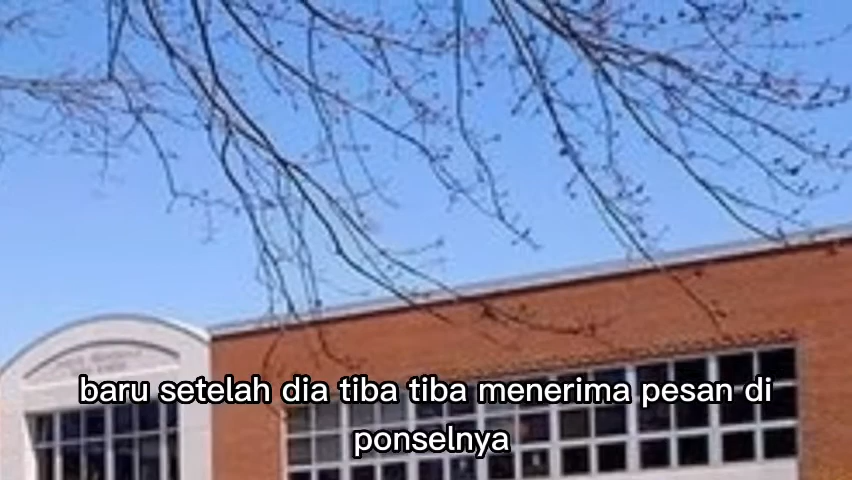 baru setelah dia tiba tiba menerima pesan di
ponselnya